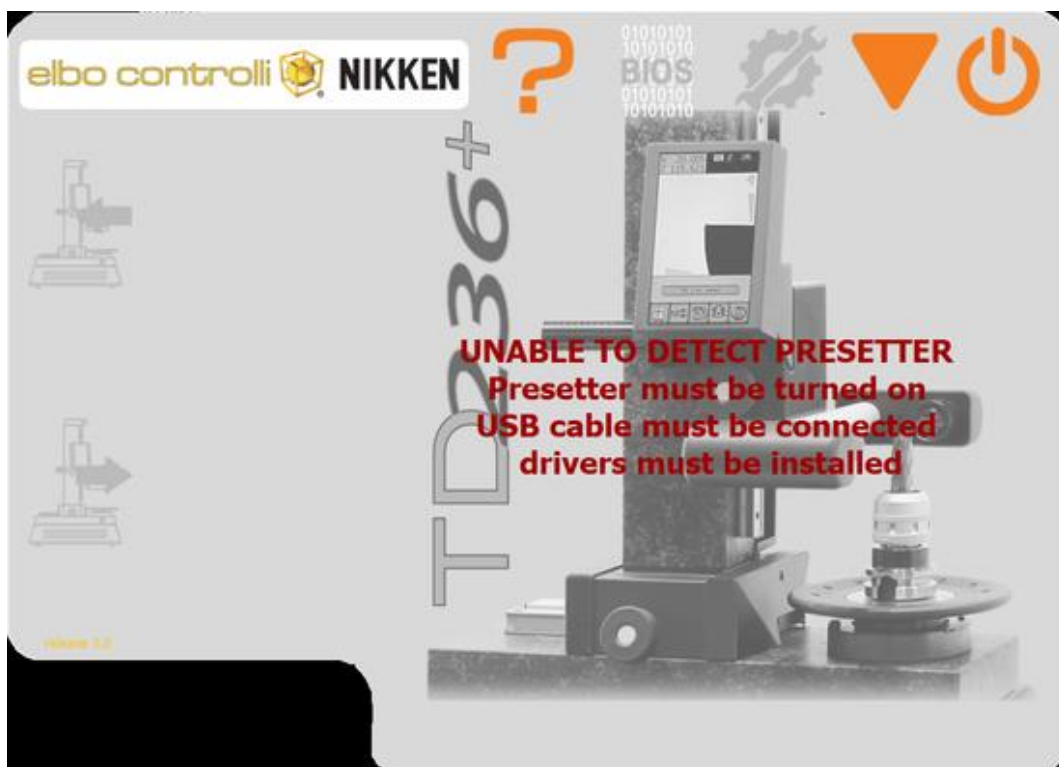 elbo controlli NIKKEN
?
01010101
10101010
BIOS
01010101
10101010
TD236+
UNABLE TO DETECT PRESETTER
Presetter must be turned on
USB cable must be connected
drivers must be installed